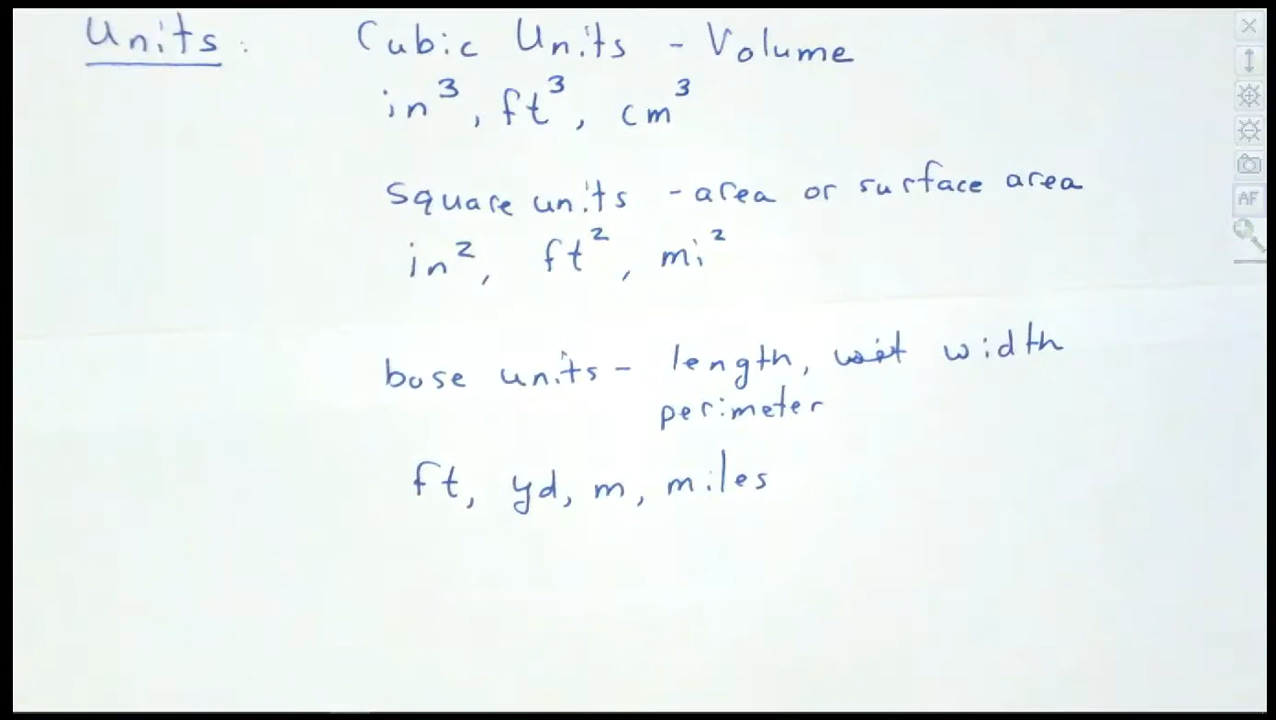 Units: Cubic Units - Volume
in³, ft³, cm³
Square units - area or surface area
in², ft², mi²
base units - length, width
perimeter
ft, yd, m, miles
AF